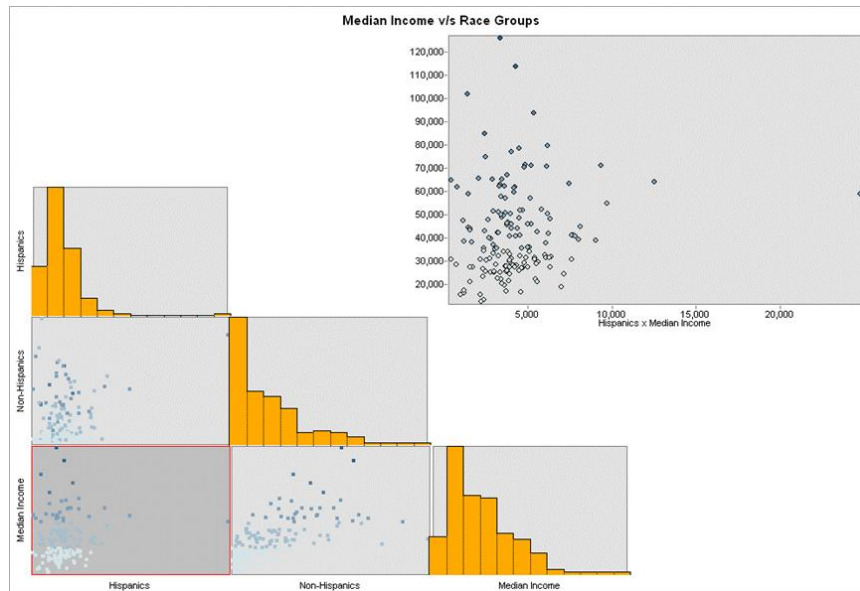 Median Income v/s Race Groups
120,000
110,000
100,000
90,000
80,000
70,000
60,000
50,000
40,000
30,000
20,000
5,000
10,000
15,000
20,000
Hispanics x Median Income
Hispanics
Non-Hispanics
Median Income
Hispanics
Non-Hispanics
Median Income